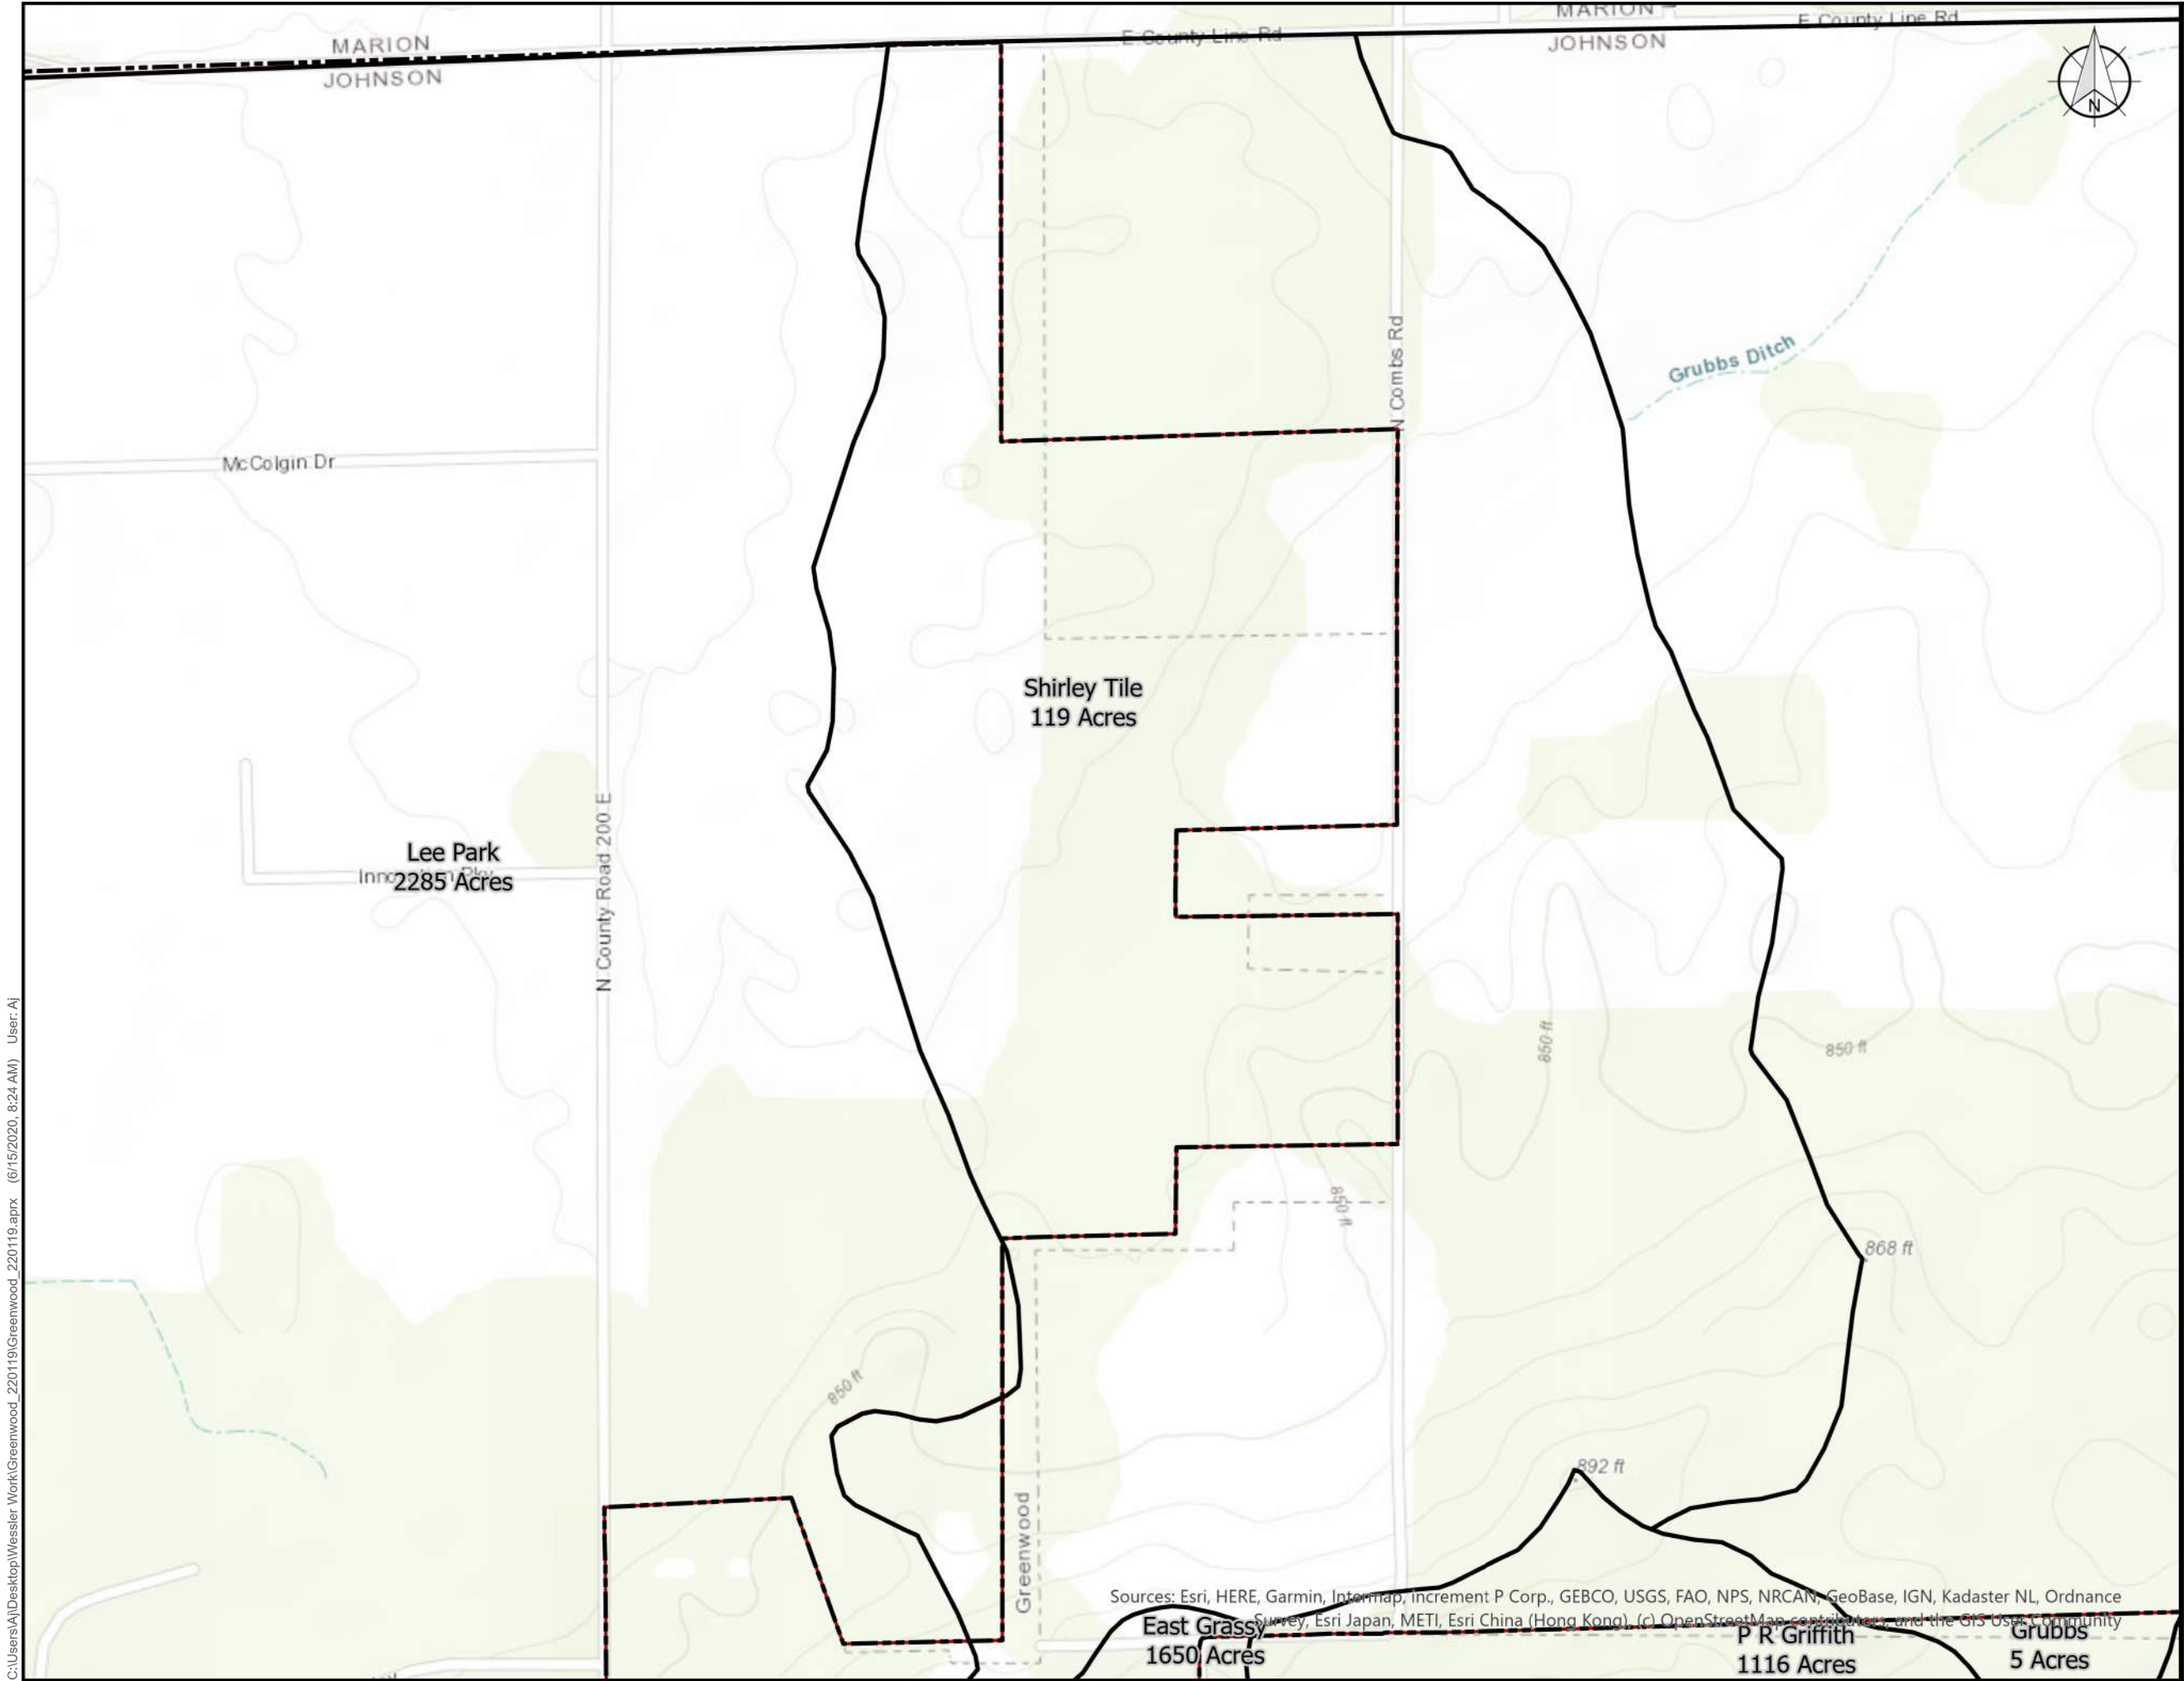 MARION
JOHNSON
E County Line Rd
MARION
JOHNSON
E County Line Rd
N
N Combs Rd
Grubbs Ditch
McColgin Dr
Shirley Tile
119 Acres
N County Road 200 E
Lee Park
2285 Acres
850 ft
850 ft
850 ft
868 ft
850 ft
892 ft
Greenwood
Sources: Esri, HERE, Garmin, Intermap, increment P Corp., GEBCO, USGS, FAO, NPS, NRCAN, GeoBase, IGN, Kadaster NL, Ordnance
Survey, Esri Japan, METI, Esri China (Hong Kong), (c) OpenStreetMap contributors, and the GIS User Community
East Grassy
1650 Acres
P R Griffith
1116 Acres
Grubbs
5 Acres
C:\Users\Aj\Desktop\Wessler Work\Greenwood_220119\Greenwood_220119.aprx (6/15/2020, 8:24 AM) User: Aj